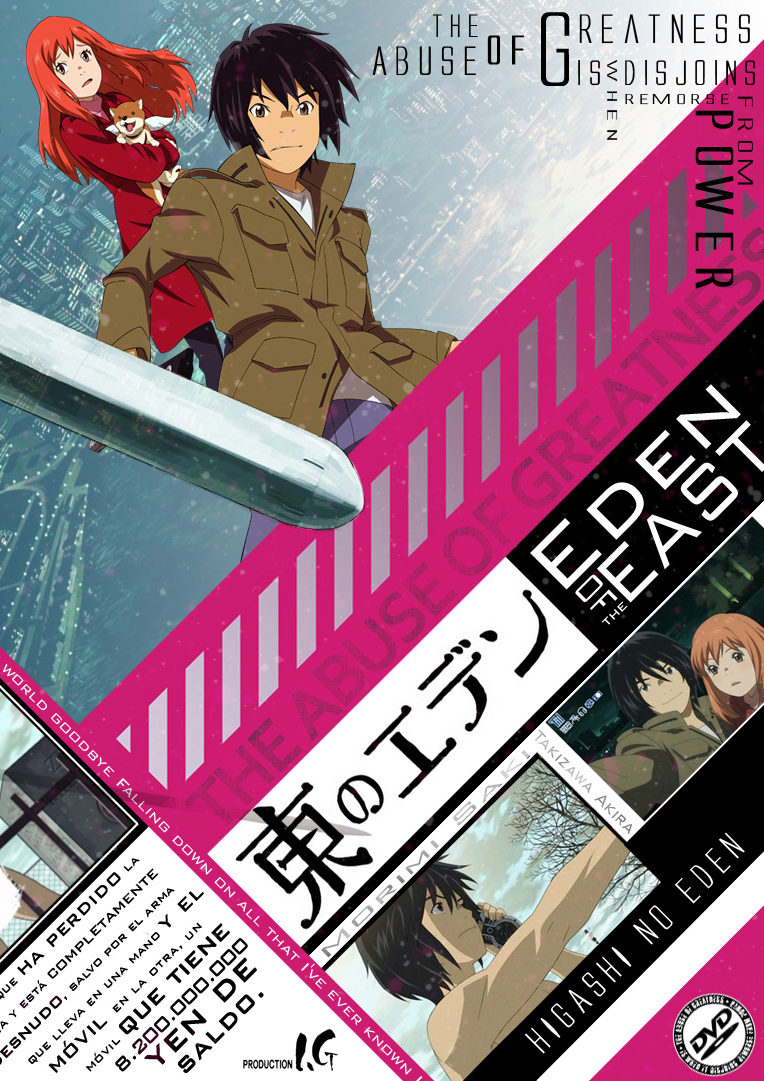 THE
ABUSE OF GREATNESS
IS WHEN DISJOINS
REMORSE
FROM
POWER
THE ABUSE OF GREATNESS
EDEN
OF
THE EAST
東のエデン
WORLD GOODBYE FALLING DOWN ON ALL THAT I'VE EVER KNOWN I
TAKIZAWA AKIRA
MORIMI SAKI
HIGASHI NO EDEN
QUE HA PERDIDO LA
Y ESTÁ COMPLETAMENTE
DESNUDO, SALVO POR EL ARMA
QUE LLEVA EN UNA MANO Y EL
MÓVIL EN LA OTRA, UN
MÓVIL QUE TIENE
8.200.000.000
YEN DE
SALDO.
PRODUCTION I.G
DVD